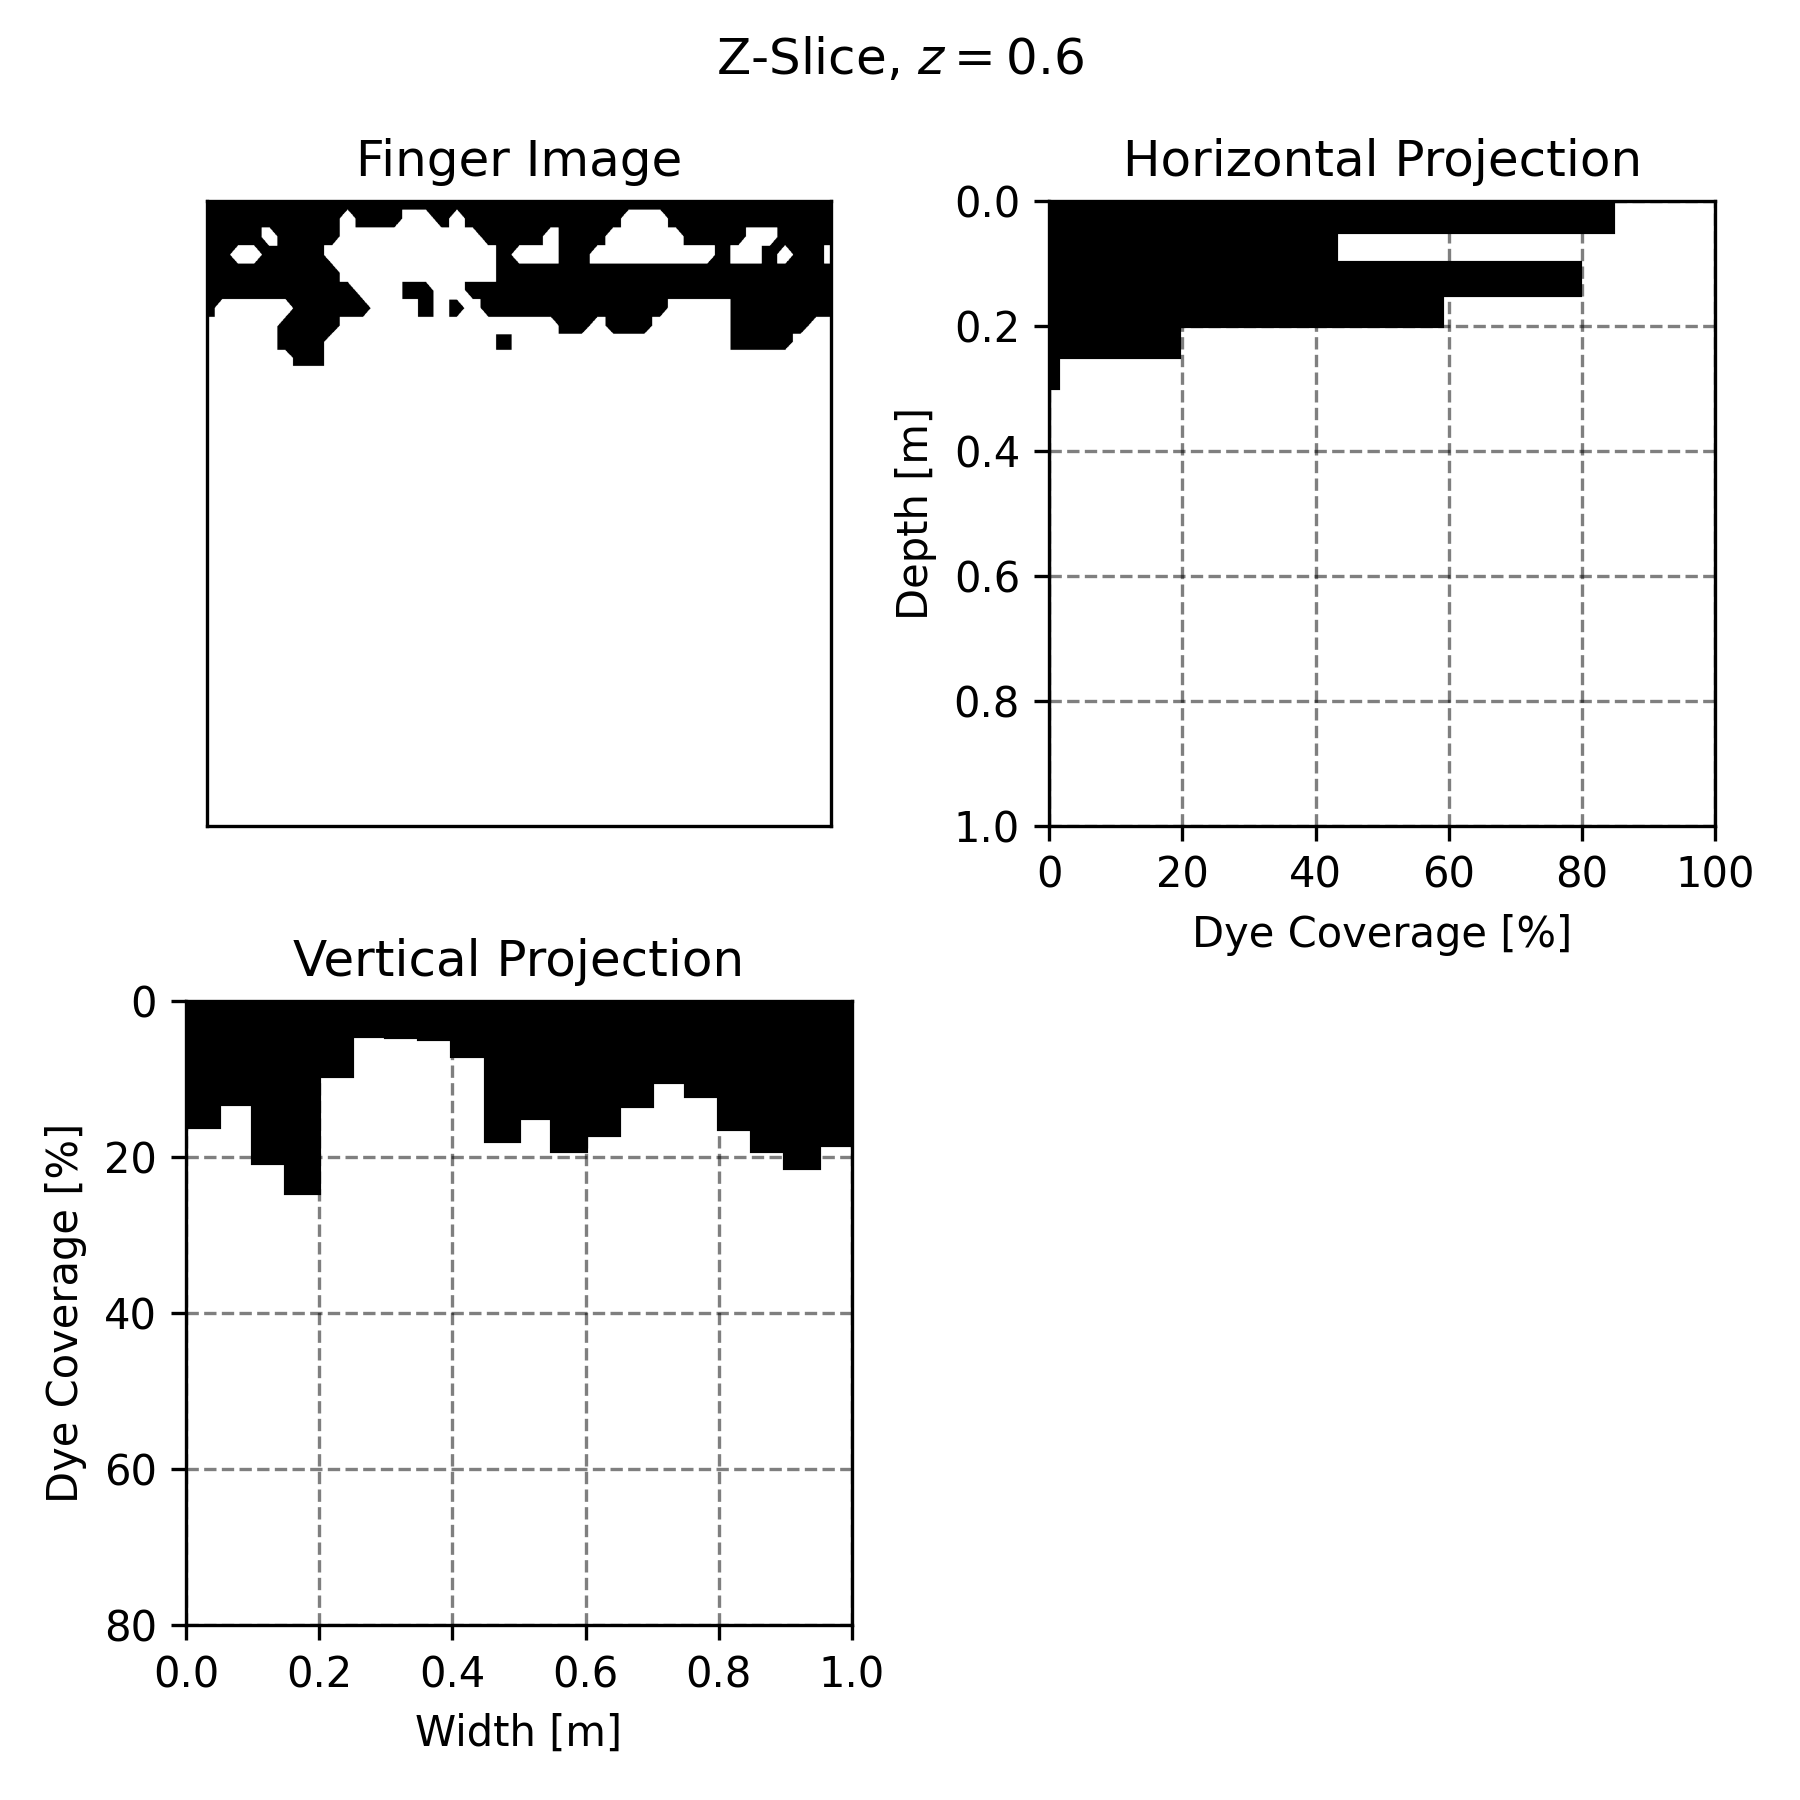 Z-Slice, z = 0.6
Finger Image
Horizontal Projection
0.0
0.2
0.4
0.6
0.8
1.0
Depth [m]
0 20 40 60 80 100
Dye Coverage [%]
Vertical Projection
0
20
40
60
80
Dye Coverage [%]
0.0 0.2 0.4 0.6 0.8 1.0
Width [m]